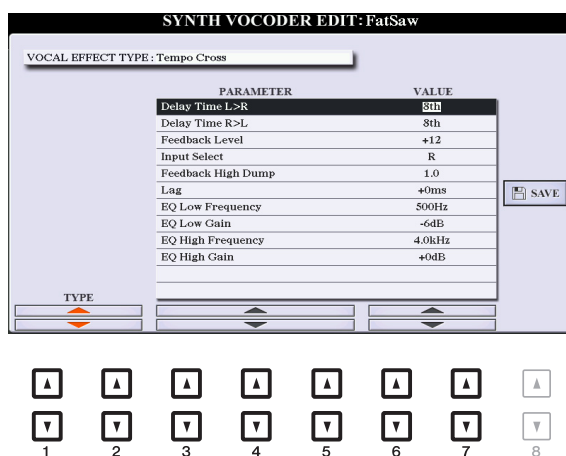 SYNTH VOCODER EDIT: FatSaw
VOCAL EFFECT TYPE : Tempo Cross
PARAMETER VALUE
Delay Time L>R 8th
Delay Time R>L 8th
Feedback Level +12
Input Select R
Feedback High Dump 1.0
Lag +0ms
EQ Low Frequency 500Hz
EQ Low Gain -6dB
EQ High Frequency 4.0kHz
EQ High Gain +0dB
SAVE
TYPE
1 2 3 4 5 6 7 8